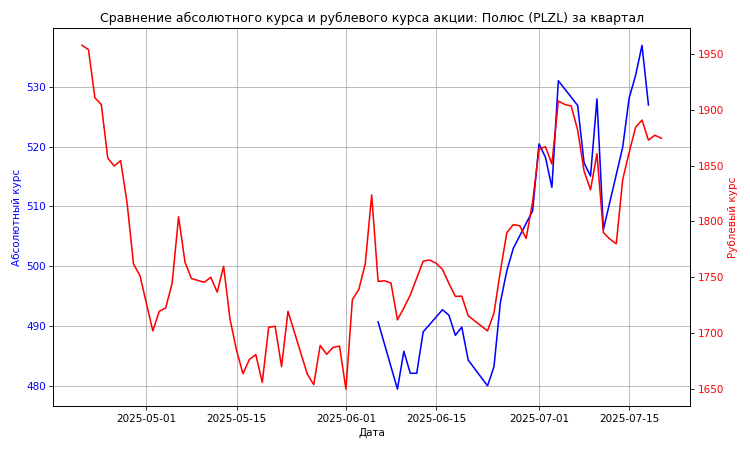 Сравнение абсолютного курса и рублевого курса акции: Полюс (PLZL) за квартал
Абсолютный курс
530
520
510
500
490
480
1950
1900
1850
1800
1750
1700
1650
Рублевый курс
2025-05-01 2025-05-15 2025-06-01 2025-06-15 2025-07-01 2025-07-15
Дата